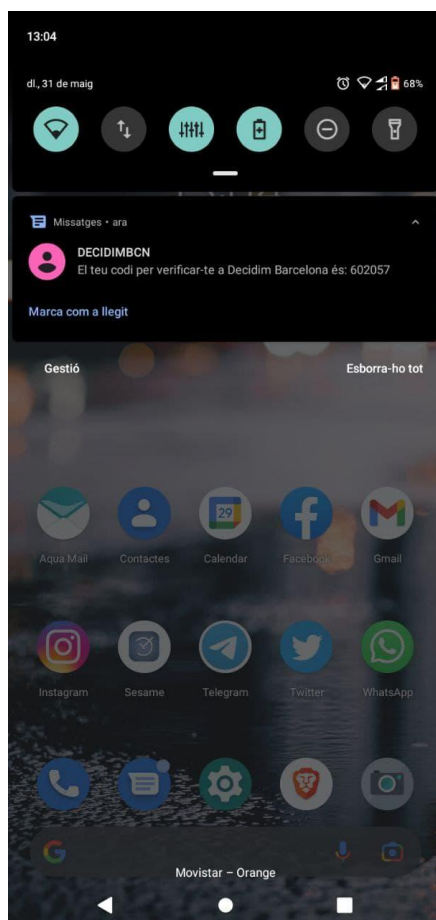 13:04
dl., 31 de maig
68%
Missatges • ara
DECIDIMBCN
El teu codi per verificar-te a Decidim Barcelona és: 602057
Marca com a llegit
Gestió
Esborra-ho tot
29
Aqua Mail
Contactes
Calendar
Facebook
Gmail
Instagram
Sesame
Telegram
Twitter
WhatsApp
Movistar – Orange